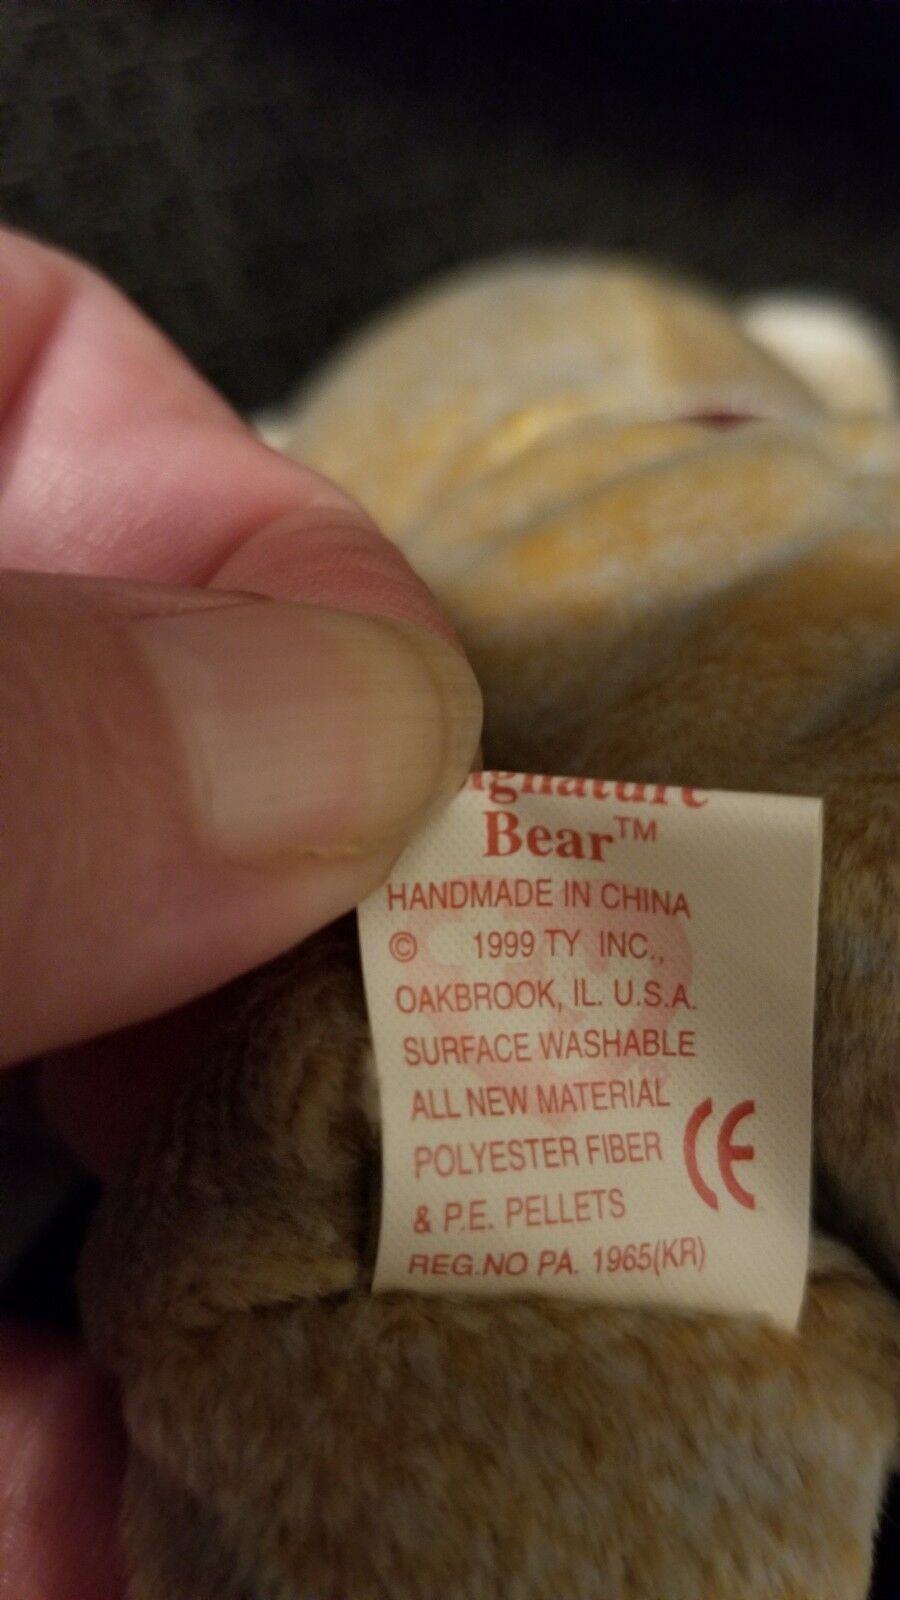 ignature
Bear™
HANDMADE IN CHINA
© 1999 TY INC.,
OAKBROOK, IL. U.S.A.
SURFACE WASHABLE
ALL NEW MATERIAL
POLYESTER FIBER
& P.E. PELLETS
CE
REG.NO PA. 1965(KR)